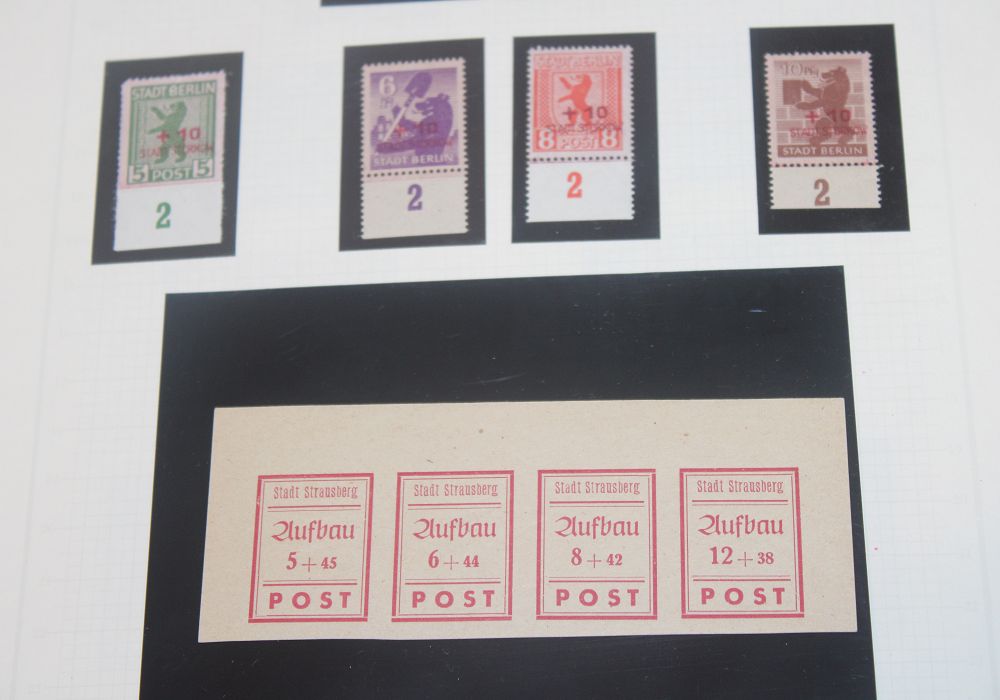 STADT BERLIN
+ 10
5 POST 5
2
6
+ 10
STADT BERLIN
2
STADT BERLIN
+ 10
8 POST 8
2
+ 10
STADT BERLIN
2
Stadt Strausberg
Aufbau
5 + 45
POST
Stadt Strausberg
Aufbau
6 + 44
POST
Stadt Strausberg
Aufbau
8 + 42
POST
Stadt Strausberg
Aufbau
12 + 38
POST